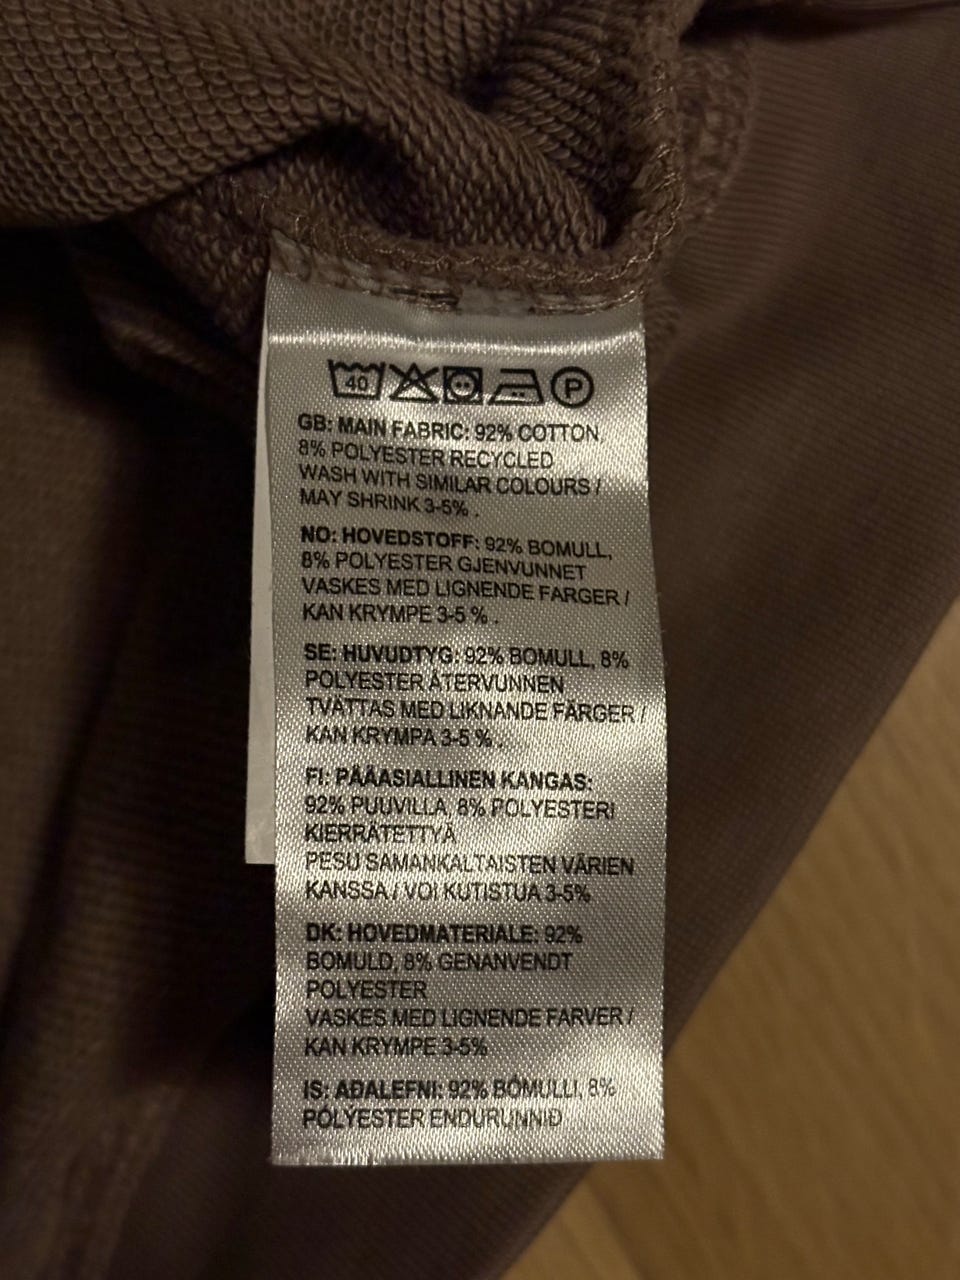 40 P
GB: MAIN FABRIC: 92% COTTON,
8% POLYESTER RECYCLED
WASH WITH SIMILAR COLOURS /
MAY SHRINK 3-5% .
NO: HOVEDSTOFF: 92% BOMULL,
8% POLYESTER GJENVUNNET
VASKES MED LIGNENDE FARGER /
KAN KRYMPE 3-5 % .
SE: HUVUDTYG: 92% BOMULL, 8%
POLYESTER ÅTERVUNNEN
TVÄTTAS MED LIKNANDE FÄRGER /
KAN KRYMPA 3-5 % .
FI: PÄÄASIALLINEN KANGAS:
92% PUUVILLA, 8% POLYESTERI
KIERRÄTETTYÄ
PESU SAMANKALTAISTEN VÄRIEN
KANSSA / VOI KUTISTUA 3-5%
DK: HOVEDMATERIALE: 92%
BOMULD, 8% GENANVENDT
POLYESTER
VASKES MED LIGNENDE FARVER /
KAN KRYMPE 3-5%
IS: AÐALEFNI: 92% BÓMULLI, 8%
PÓLYESTER ENDURUNNIÐ